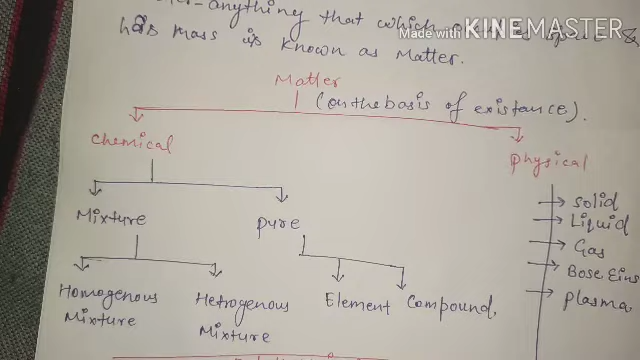 anything that which
Made with KINEMASTER
has mass is known as Matter.
Matter
(on the basis of existence).
chemical
physical
Mixture
pure
solid
Liquid
Gas
Bose Eins
plasma
Homogenous
Mixture
Hetrogenous
Mixture
Element
Compound.